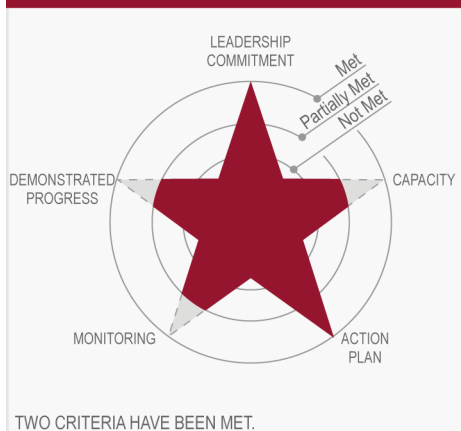 LEADERSHIP
COMMITMENT
Met
Partially Met
Not Met
DEMONSTRATED
PROGRESS
CAPACITY
MONITORING
ACTION
PLAN
TWO CRITERIA HAVE BEEN MET.